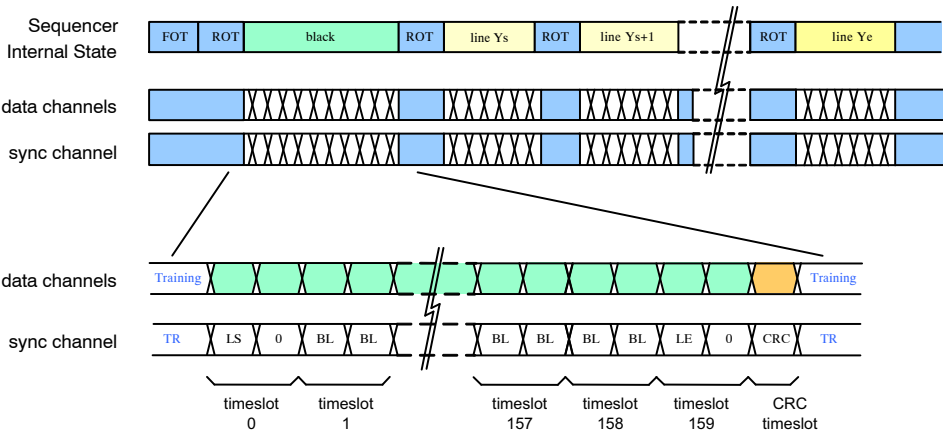 Sequencer
Internal State
FOT ROT black ROT line Ys ROT line Ys+1 ROT line Ye
data channels
sync channel
data channels Training Training
sync channel TR LS 0 BL BL BL BL BL BL LE 0 CRC TR
timeslot timeslot timeslot timeslot timeslot CRC
0 1 157 158 159 timeslot